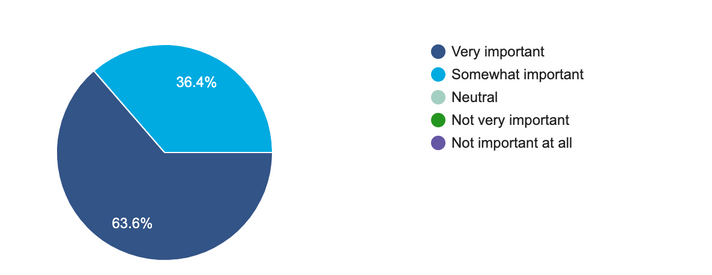 36.4%
63.6%
Very important
Somewhat important
Neutral
Not very important
Not important at all